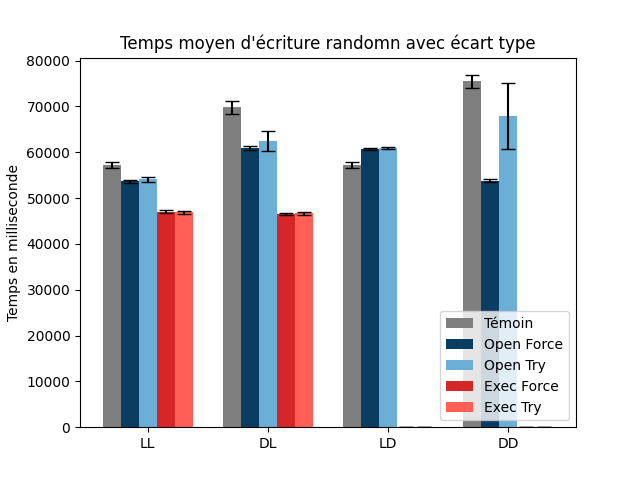 Temps moyen d'écriture randomn avec écart type
Temps en milliseconde
80000
70000
60000
50000
40000
30000
20000
10000
0
LL DL LD DD
Témoin
Open Force
Open Try
Exec Force
Exec Try